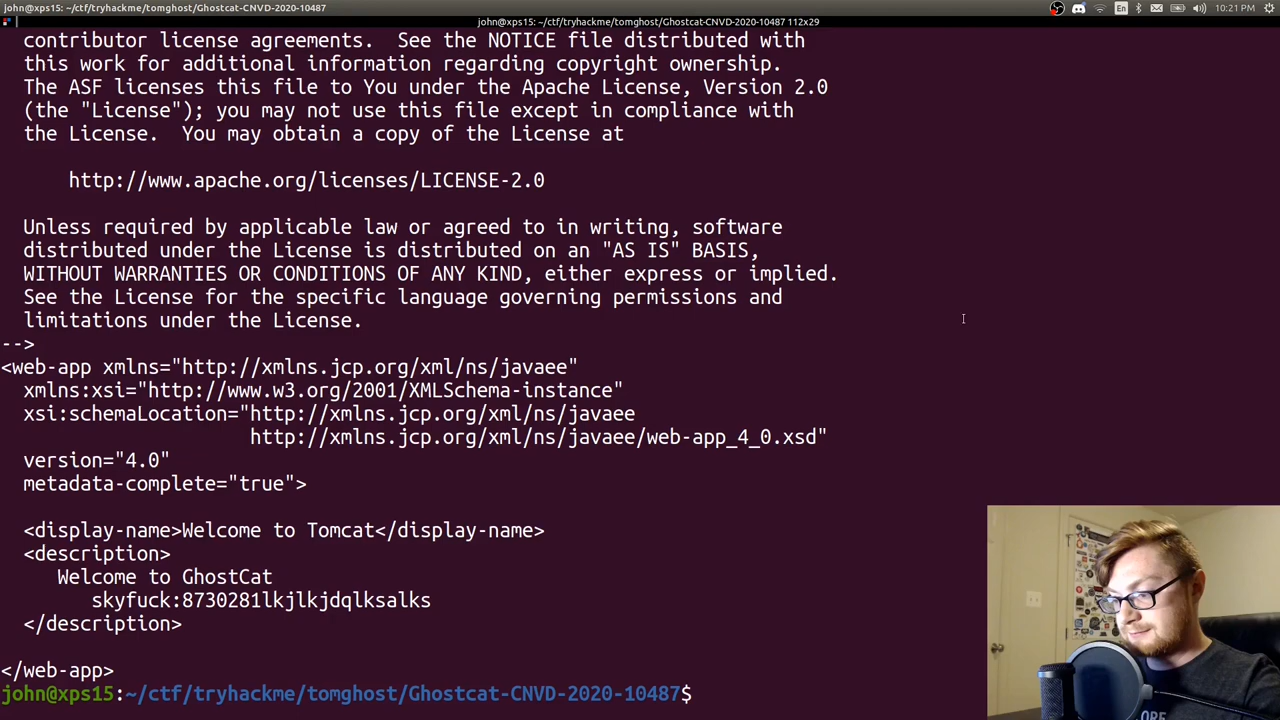 john@xps15: ~/ctf/tryhackme/tomghost/Ghostcat-CNVD-2020-10487
En
10:21 PM
john@xps15: ~/ctf/tryhackme/tomghost/Ghostcat-CNVD-2020-10487 112x29
contributor license agreements.  See the NOTICE file distributed with
this work for additional information regarding copyright ownership.
The ASF licenses this file to You under the Apache License, Version 2.0
(the "License"); you may not use this file except in compliance with
the License.  You may obtain a copy of the License at
http://www.apache.org/licenses/LICENSE-2.0
Unless required by applicable law or agreed to in writing, software
distributed under the License is distributed on an "AS IS" BASIS,
WITHOUT WARRANTIES OR CONDITIONS OF ANY KIND, either express or implied.
See the License for the specific language governing permissions and
limitations under the License.
-->
<web-app xmlns="http://xmlns.jcp.org/xml/ns/javaee"
xmlns:xsi="http://www.w3.org/2001/XMLSchema-instance"
xsi:schemaLocation="http://xmlns.jcp.org/xml/ns/javaee
http://xmlns.jcp.org/xml/ns/javaee/web-app_4_0.xsd"
version="4.0"
metadata-complete="true">
<display-name>Welcome to Tomcat</display-name>
<description>
Welcome to GhostCat
skyfuck:8730281lkjlkjdqlksalks
</description>
</web-app>
john@xps15:~/ctf/tryhackme/tomghost/Ghostcat-CNVD-2020-10487$